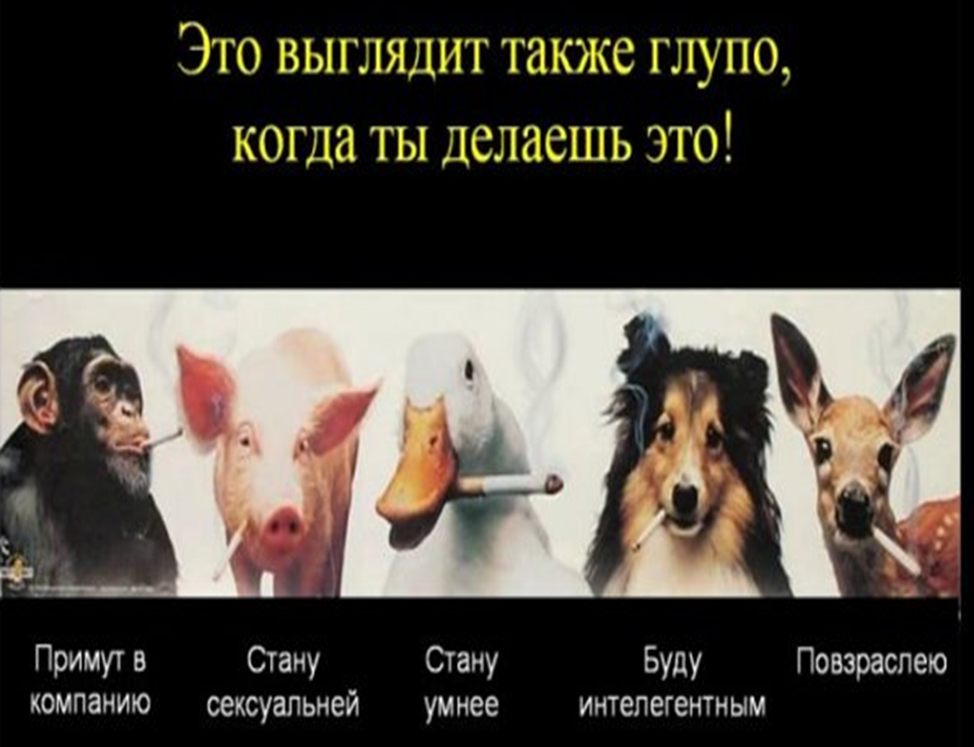 Это выглядит также глупо,
когда ты делаешь это!
Примут в
компанию
Стану
сексуальней
Стану
умнее
Буду
интелегентным
Повзраслею